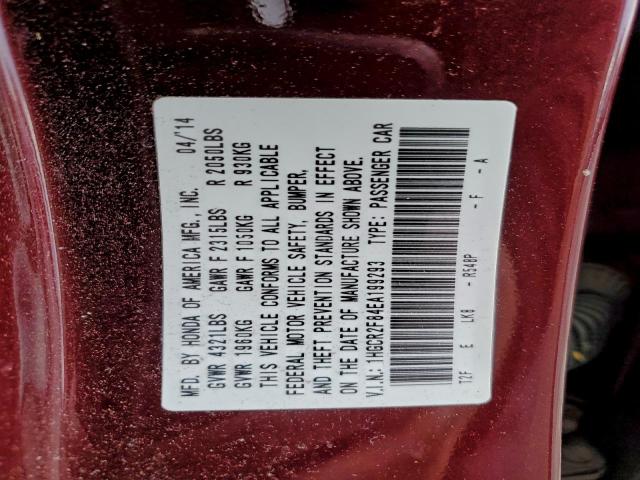 MFD. BY HONDA OF AMERICA MFG., INC. 04/'14
GVWR 4321LBS GAWR F 2315LBS R 2050LBS
GVWR 1960KG GAWR F 1050KG R 930KG
THIS VEHICLE CONFORMS TO ALL APPLICABLE
FEDERAL MOTOR VEHICLE SAFETY, BUMPER,
AND THEFT PREVENTION STANDARDS IN EFFECT
ON THE DATE OF MANUFACTURE SHOWN ABOVE.
V.I.N: 1HGCR2F84EA199293 TYPE: PASSENGER CAR
T2F E LK8 - R548P - F - A